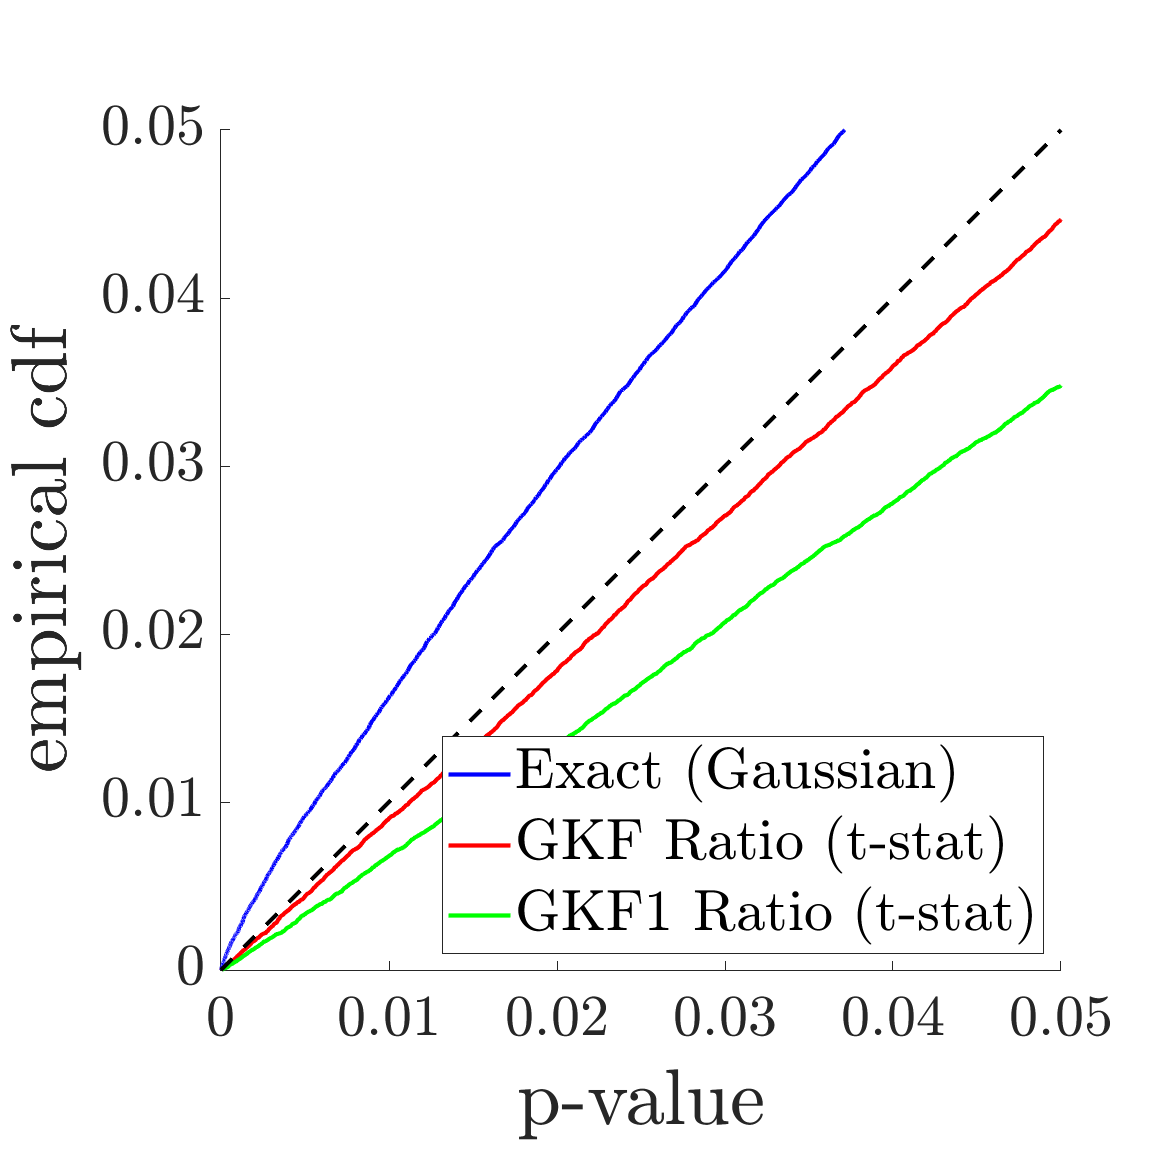 0.05
0.04
0.03
0.02
0.01
0
empirical cdf
Exact (Gaussian)
GKF Ratio (t-stat)
GKF1 Ratio (t-stat)
0 0.01 0.02 0.03 0.04 0.05
p-value